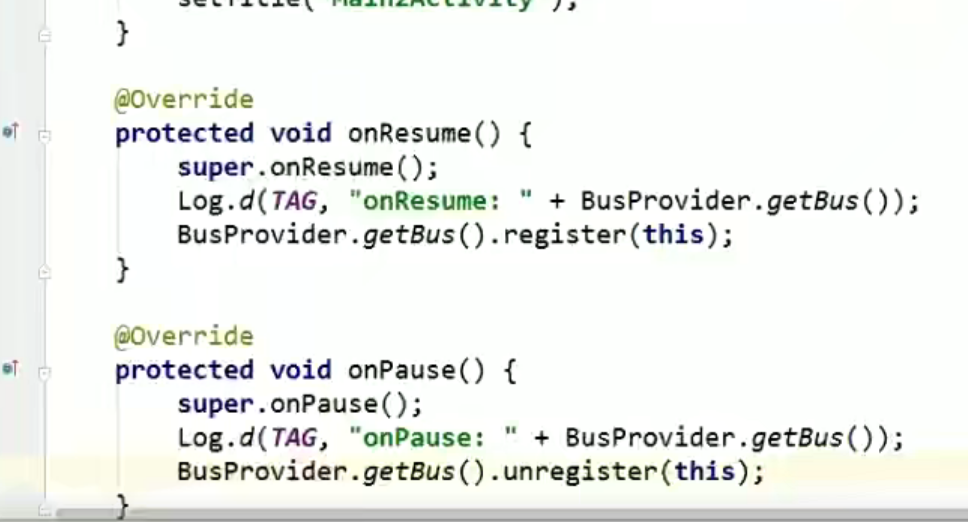 setTitle("Main2Activity");
}
@Override
protected void onResume() {
super.onResume();
Log.d(TAG, "onResume: " + BusProvider.getBus());
BusProvider.getBus().register(this);
}
@Override
protected void onPause() {
super.onPause();
Log.d(TAG, "onPause: " + BusProvider.getBus());
BusProvider.getBus().unregister(this);
}